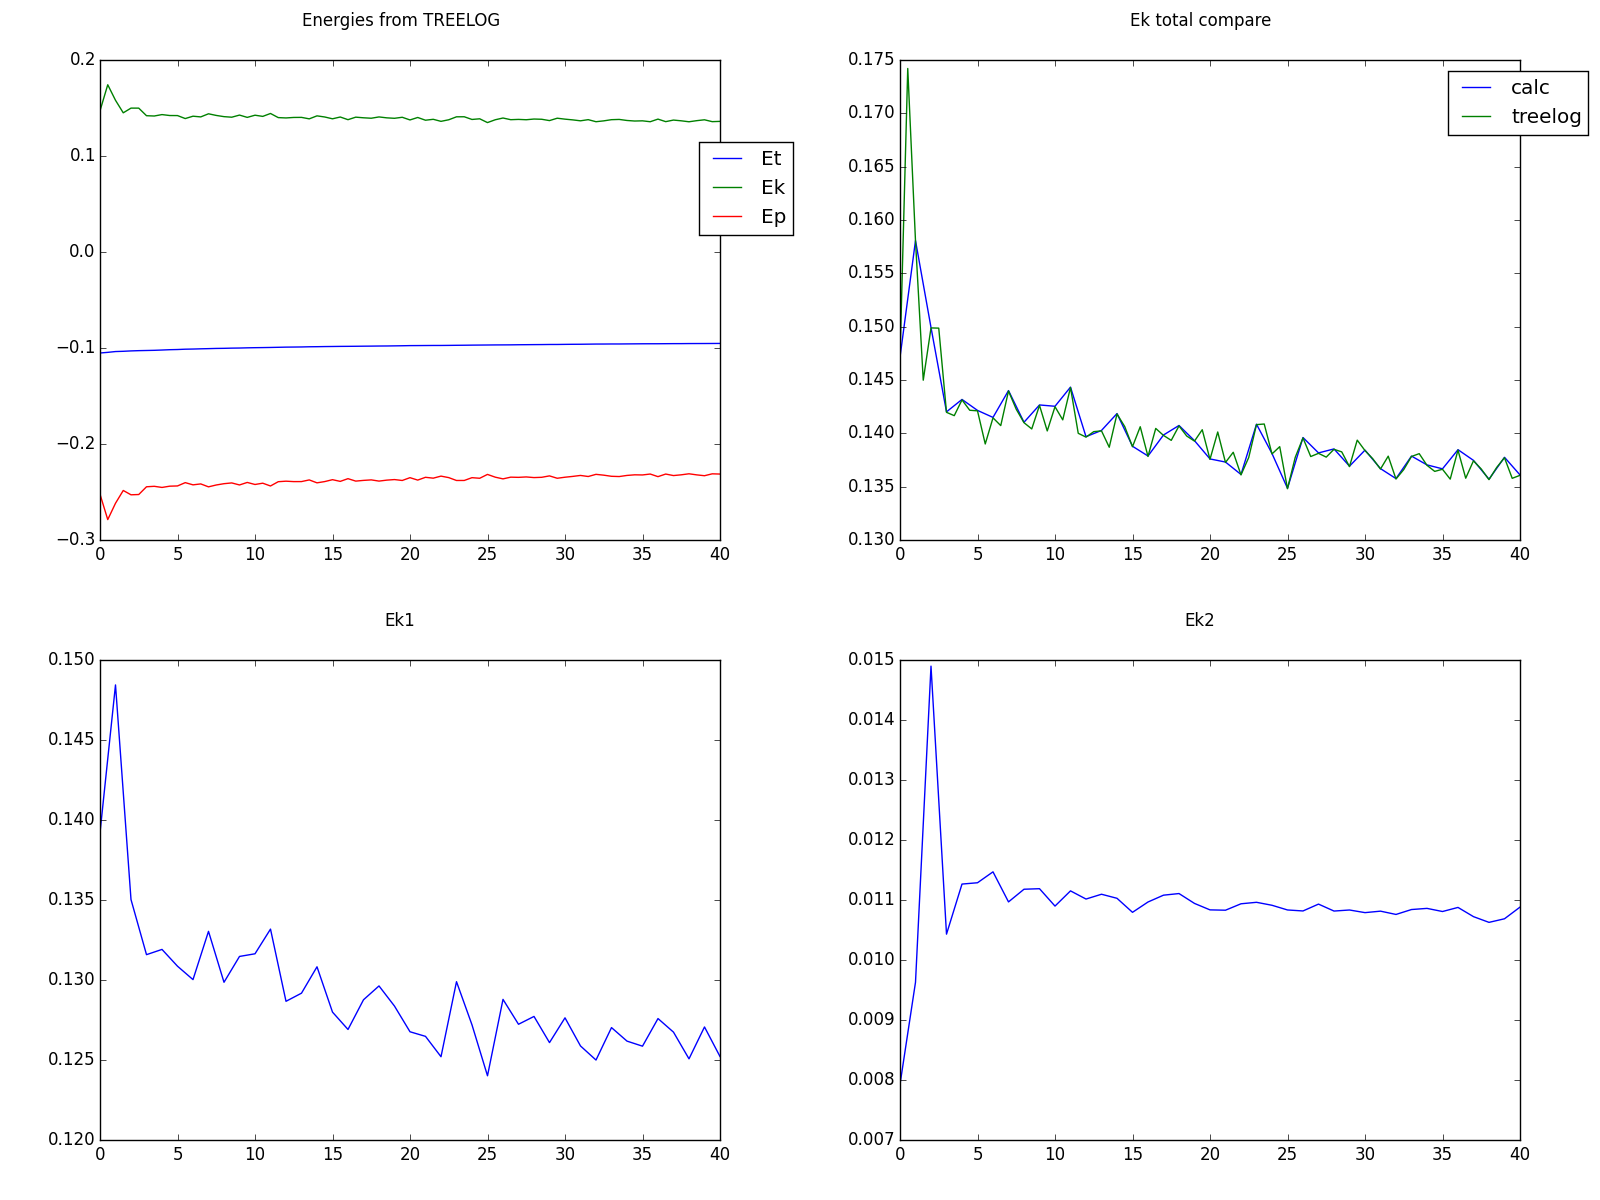 Energies from TREELOG
0.2
0.1
0.0
−0.1
−0.2
−0.3
0 5 10 15 20 25 30 35 40
Et
Ek
Ep
Ek total compare
0.175
0.170
0.165
0.160
0.155
0.150
0.145
0.140
0.135
0.130
0 5 10 15 20 25 30 35 40
calc
treelog
Ek1
0.150
0.145
0.140
0.135
0.130
0.125
0.120
0 5 10 15 20 25 30 35 40
Ek2
0.015
0.014
0.013
0.012
0.011
0.010
0.009
0.008
0.007
0 5 10 15 20 25 30 35 40